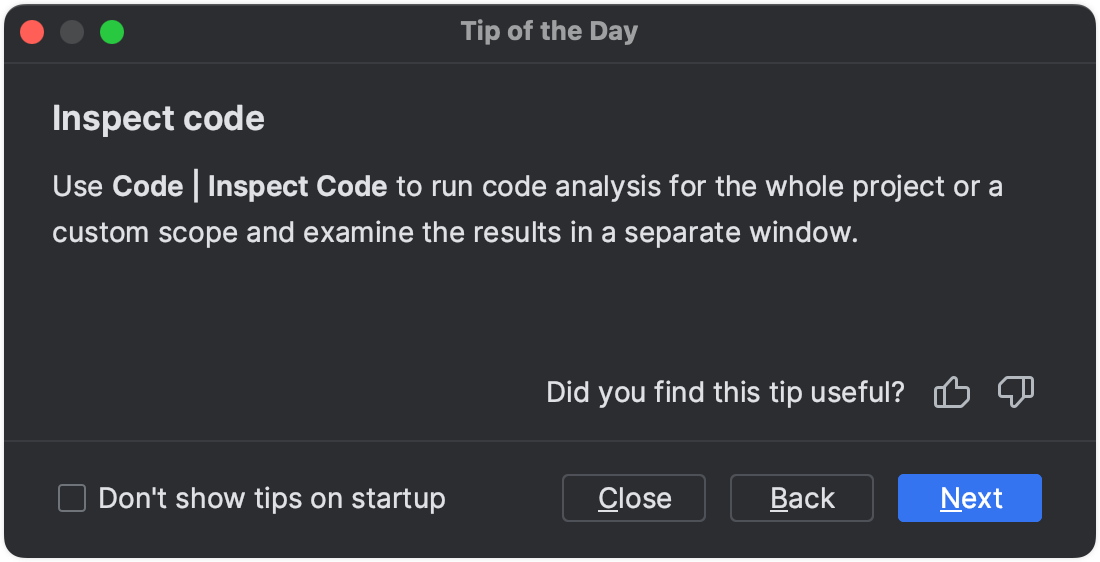 Tip of the Day
Inspect code
Use Code | Inspect Code to run code analysis for the whole project or a
custom scope and examine the results in a separate window.
Did you find this tip useful?
Don't show tips on startup
Close
Back
Next